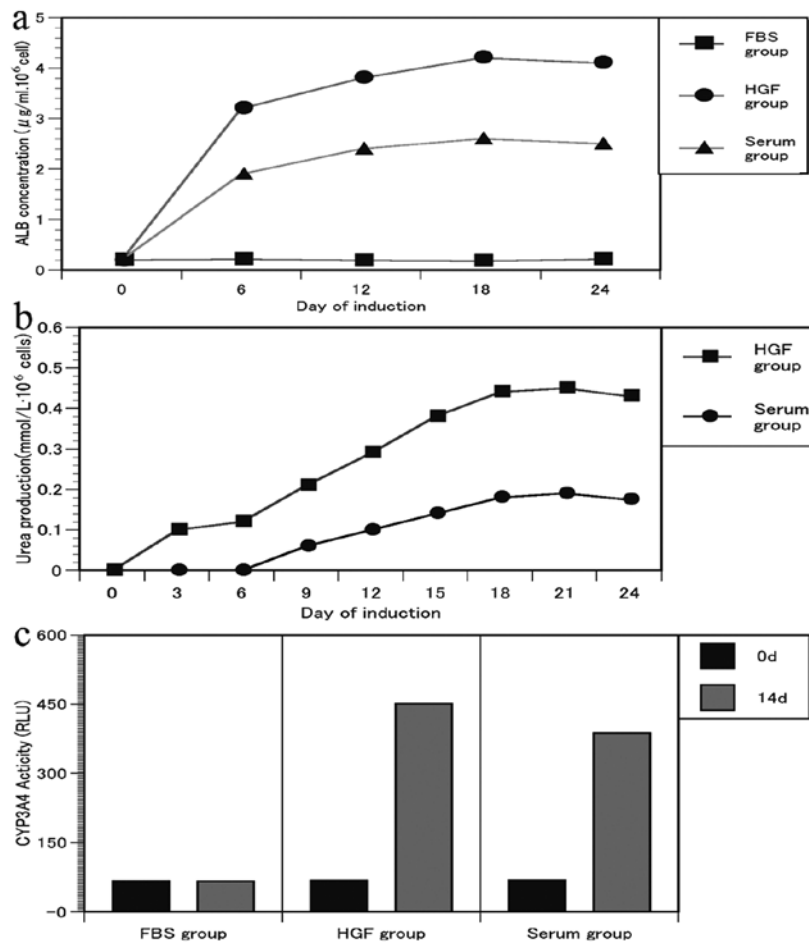 a
5
4
3
2
1
0
ALB concentration (μg/ml.10⁶cell)
0 6 12 18 24
Day of induction
FBS
group
HGF
group
Serum
group
b
0.6
0.4
0.3
0.2
0.1
0
Urea production(mmol/L·10⁶ cells)
0 3 6 9 12 15 18 21 24
Day of induction
HGF
group
Serum
group
c
600
450
300
150
-0
CYP3A4 Acticity (RLU)
FBS group HGF group Serum group
0d
14d